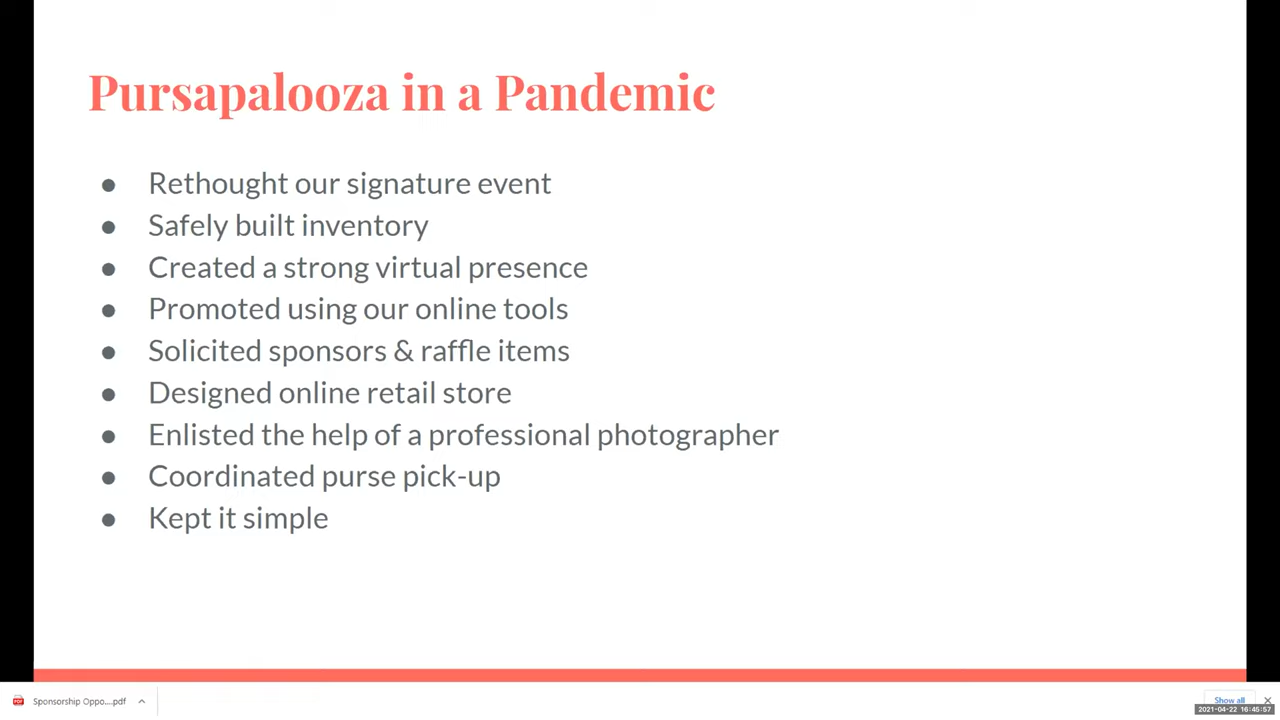 Pursapalooza in a Pandemic
● Rethought our signature event
● Safely built inventory
● Created a strong virtual presence
● Promoted using our online tools
● Solicited sponsors & raffle items
● Designed online retail store
● Enlisted the help of a professional photographer
● Coordinated purse pick-up
● Kept it simple
Sponsorship Oppo....pdf
Show all
2021-04-22 16:45:57